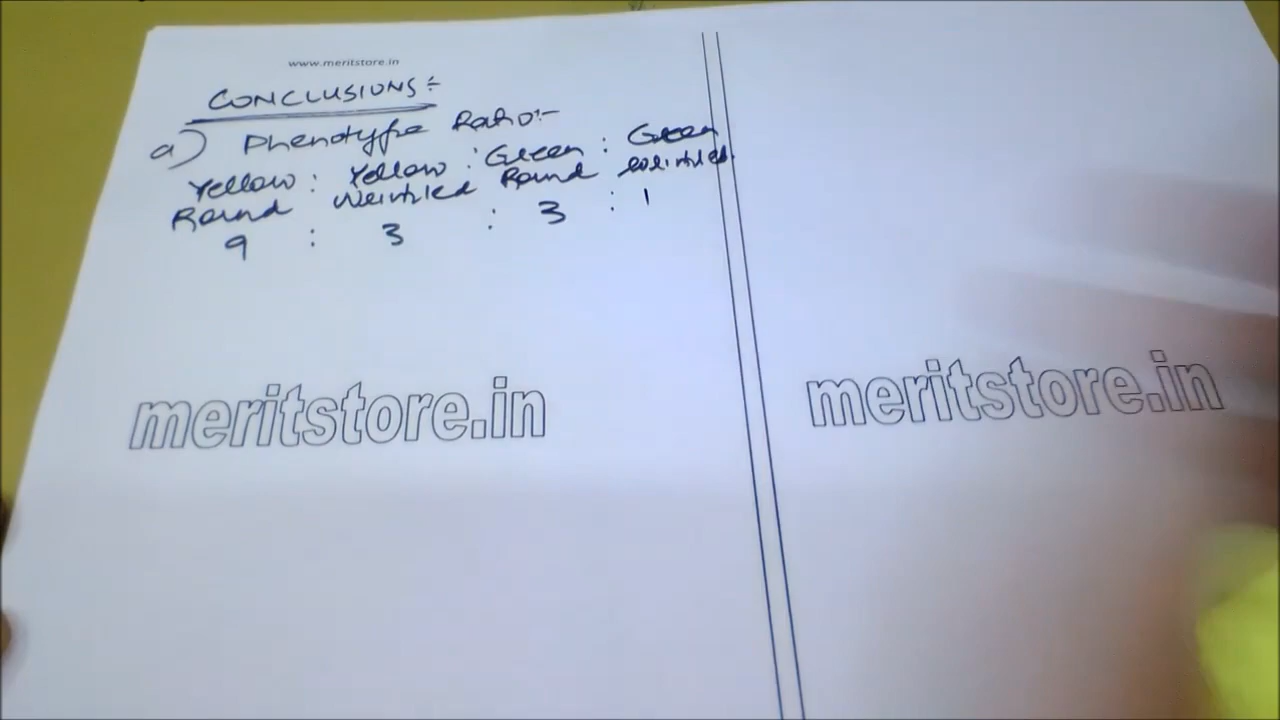 www.meritstore.in
CONCLUSIONS:-
a) Phenotype Ratio:-
Yellow : Yellow : Green : Green
Round Wrinkled Round wrinkled
9 : 3 : 3 : 1
meritstore.in meritstore.in